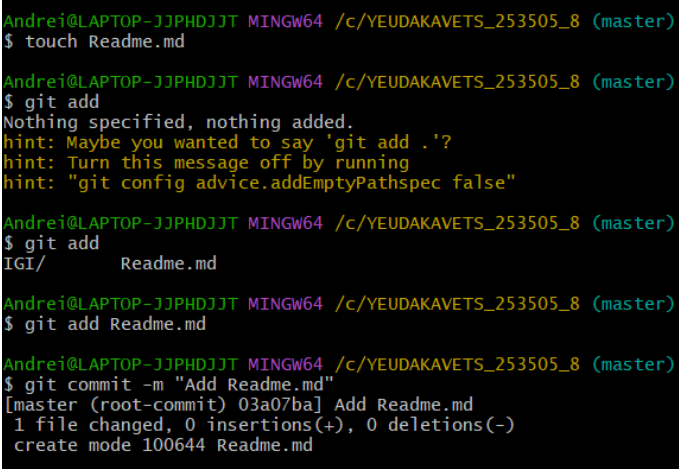 Andrei@LAPTOP-JJPHDJJT MINGW64 /c/YEUDAKAVETS_253505_8 (master)
$ touch Readme.md
Andrei@LAPTOP-JJPHDJJT MINGW64 /c/YEUDAKAVETS_253505_8 (master)
$ git add
Nothing specified, nothing added.
hint: Maybe you wanted to say 'git add .'?
hint: Turn this message off by running
hint: "git config advice.addEmptyPathspec false"
Andrei@LAPTOP-JJPHDJJT MINGW64 /c/YEUDAKAVETS_253505_8 (master)
$ git add
IGI/ Readme.md
Andrei@LAPTOP-JJPHDJJT MINGW64 /c/YEUDAKAVETS_253505_8 (master)
$ git add Readme.md
Andrei@LAPTOP-JJPHDJJT MINGW64 /c/YEUDAKAVETS_253505_8 (master)
$ git commit -m "Add Readme.md"
[master (root-commit) 03a07ba] Add Readme.md
1 file changed, 0 insertions(+), 0 deletions(-)
create mode 100644 Readme.md